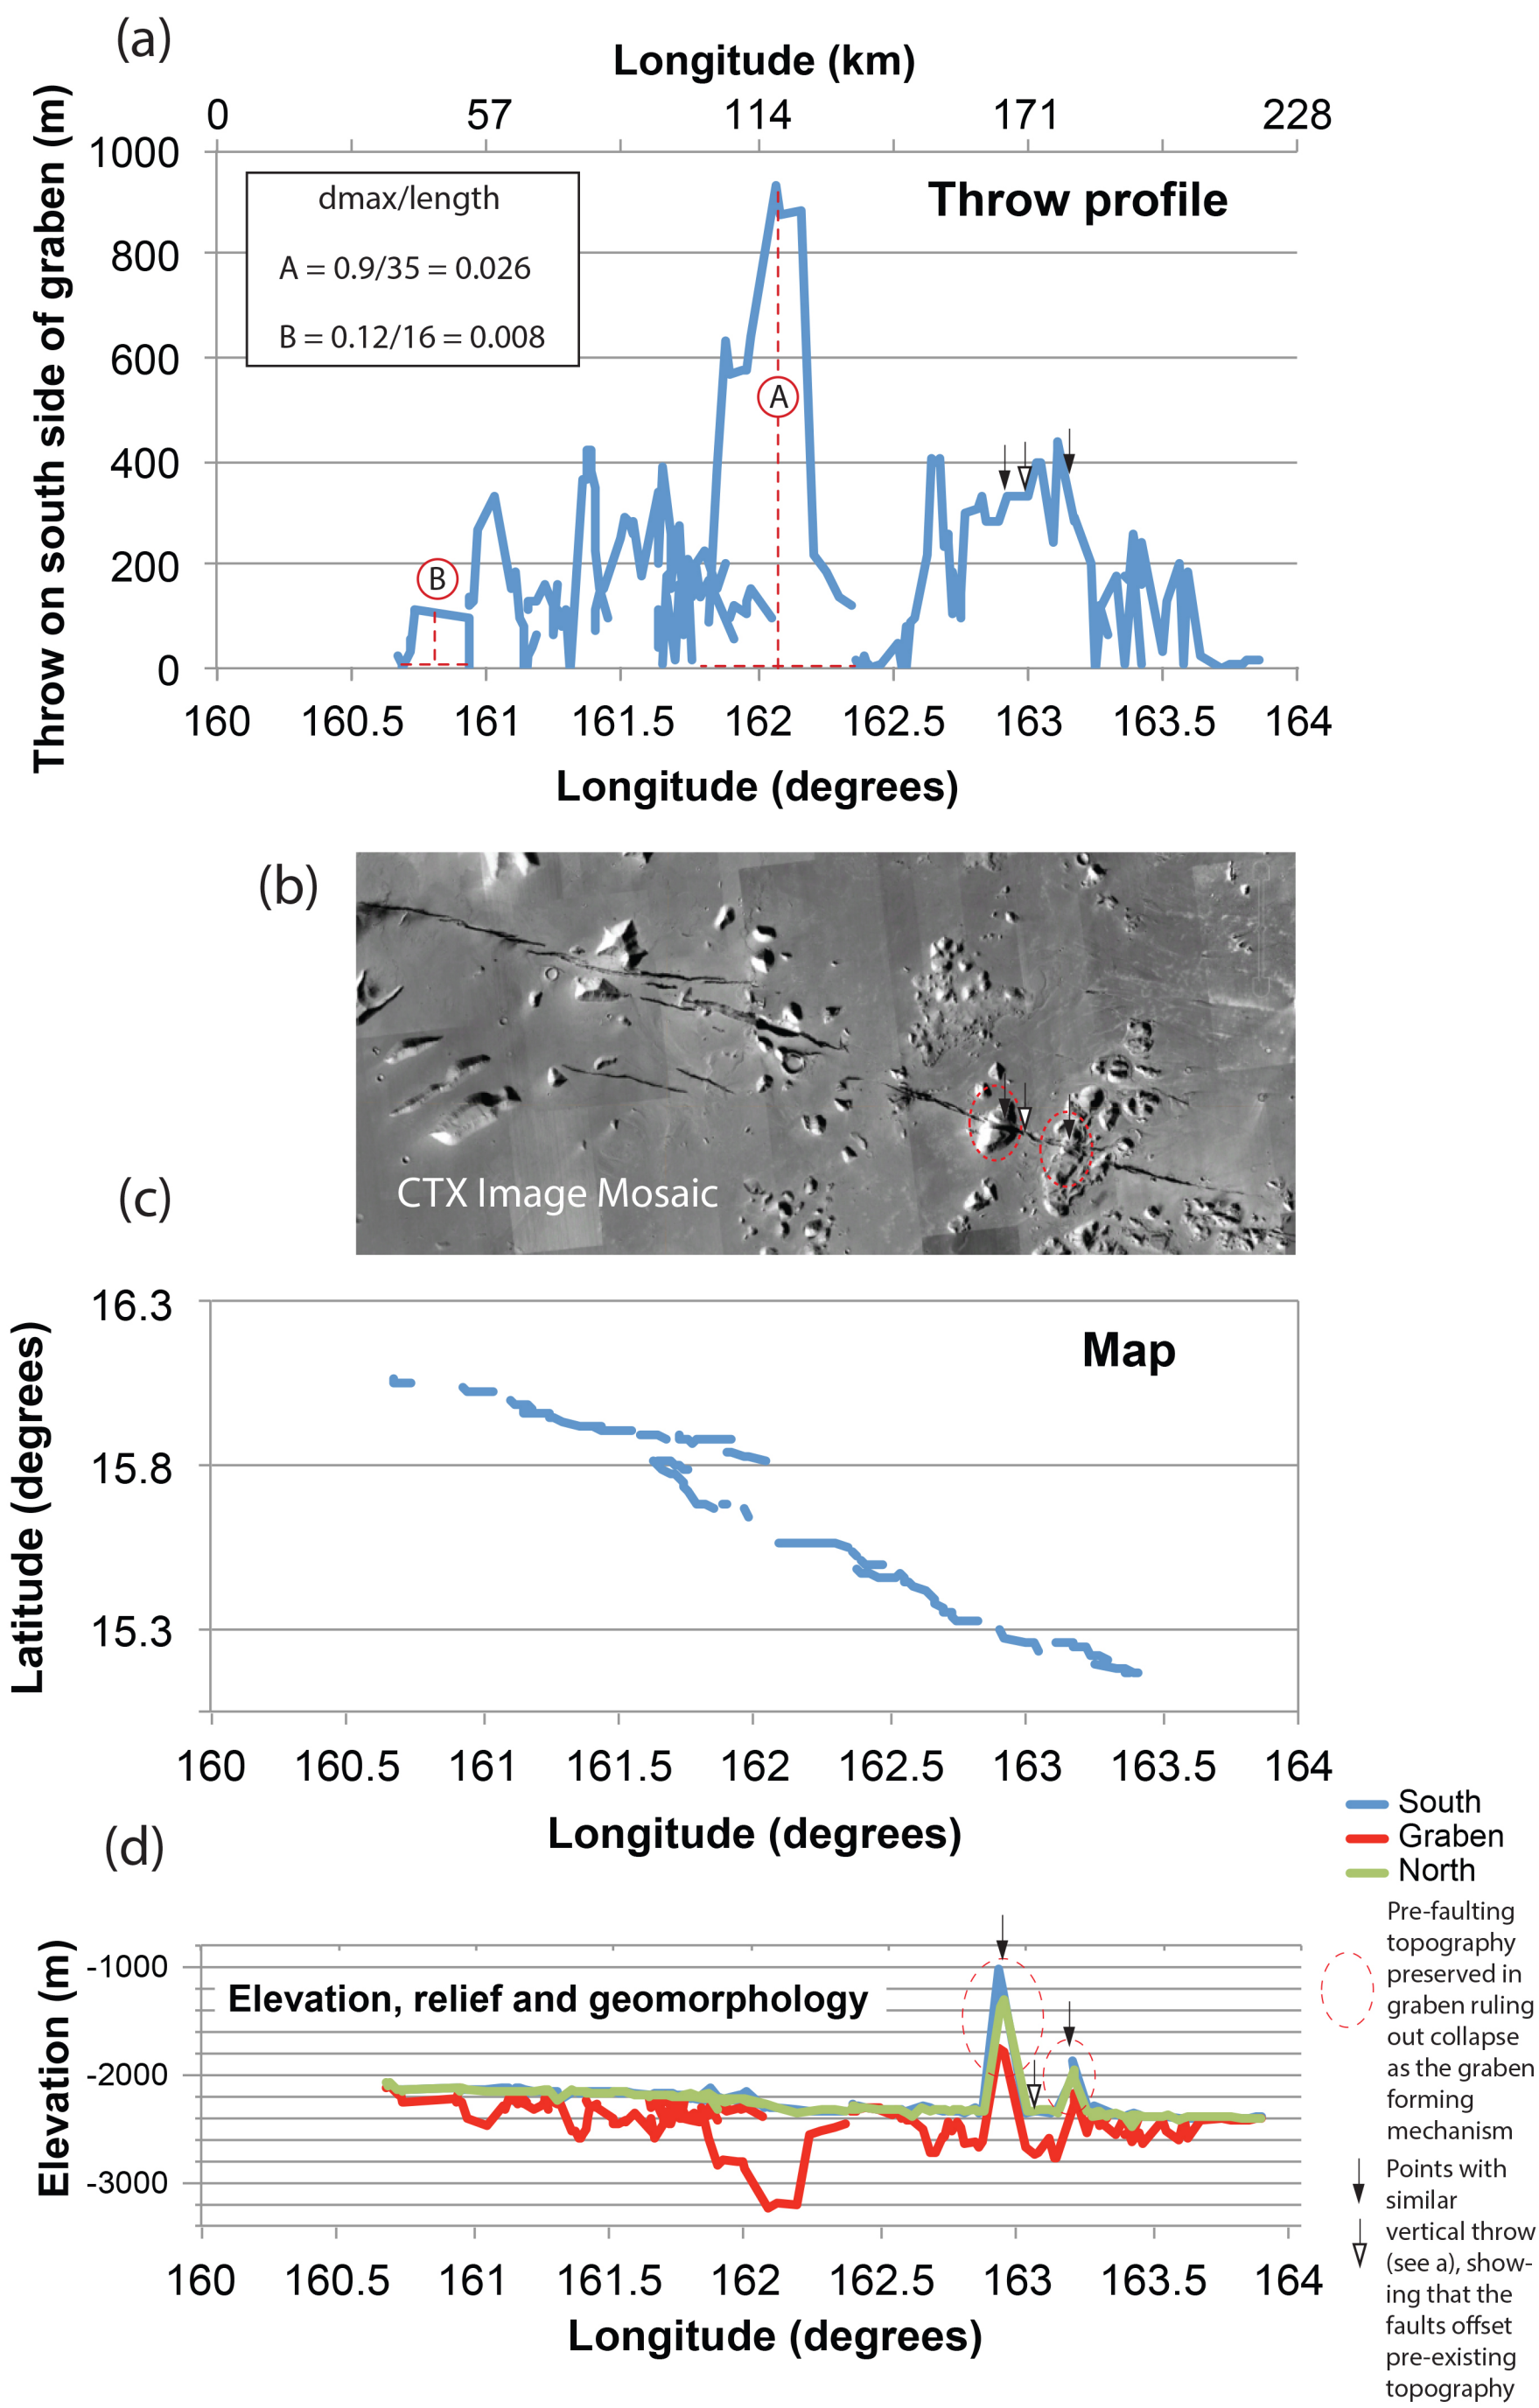 (a)
Longitude (km)
0 57 114 171 228
Throw on south side of graben (m)
1000
800
600
400
200
0
dmax/length
A = 0.9/35 = 0.026
B = 0.12/16 = 0.008
Throw profile
A
B
160 160.5 161 161.5 162 162.5 163 163.5 164
Longitude (degrees)
(b)
CTX Image Mosaic
(c)
Latitude (degrees)
16.3
15.8
15.3
Map
160 160.5 161 161.5 162 162.5 163 163.5 164
Longitude (degrees)
(d)
South
Graben
North
Elevation (m)
-1000
-2000
-3000
Elevation, relief and geomorphology
160 160.5 161 161.5 162 162.5 163 163.5 164
Longitude (degrees)
Pre-faulting
topography
preserved in
graben ruling
out collapse
as the graben
forming
mechanism
Points with
similar
vertical throw
(see a), show-
ing that the
faults offset
pre-existing
topography